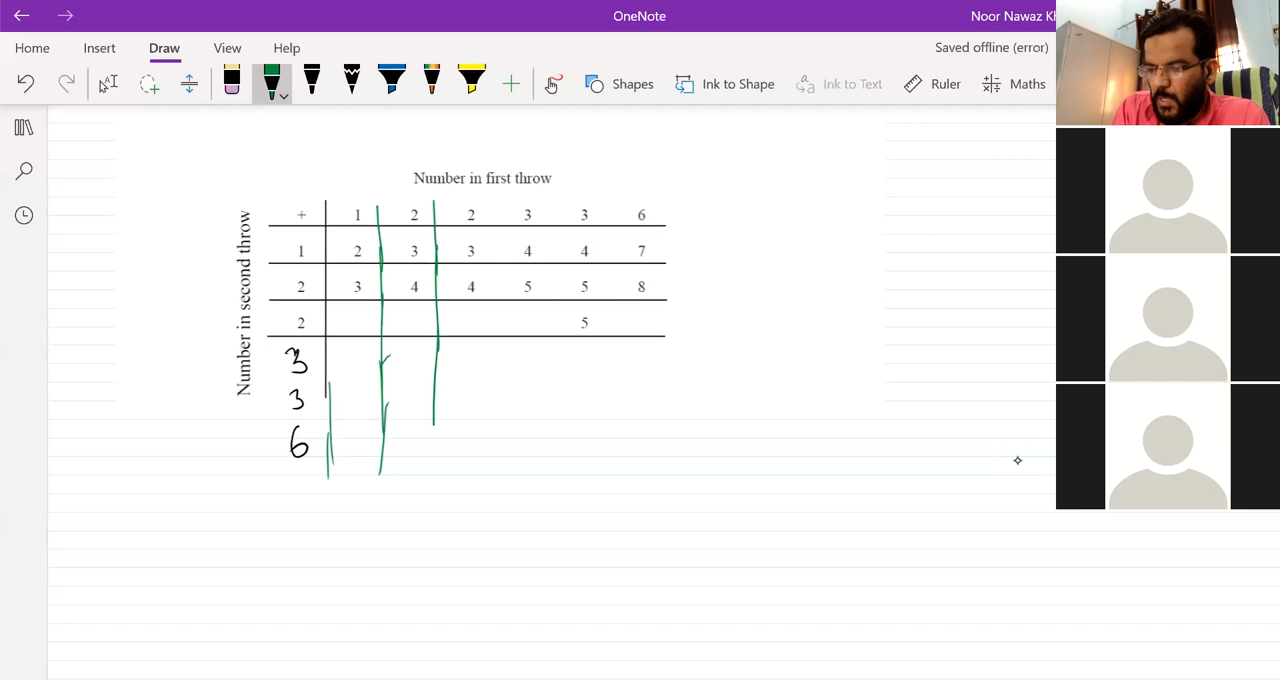 OneNote
Noor Nawaz Kh
Home Insert Draw View Help
Saved offline (error)
Shapes Ink to Shape Ink to Text Ruler Maths
Number in first throw
Number in second throw
+ 1 2 2 3 3 6
1 2 3 3 4 4 7
2 3 4 4 5 5 8
2 5
3
3
6